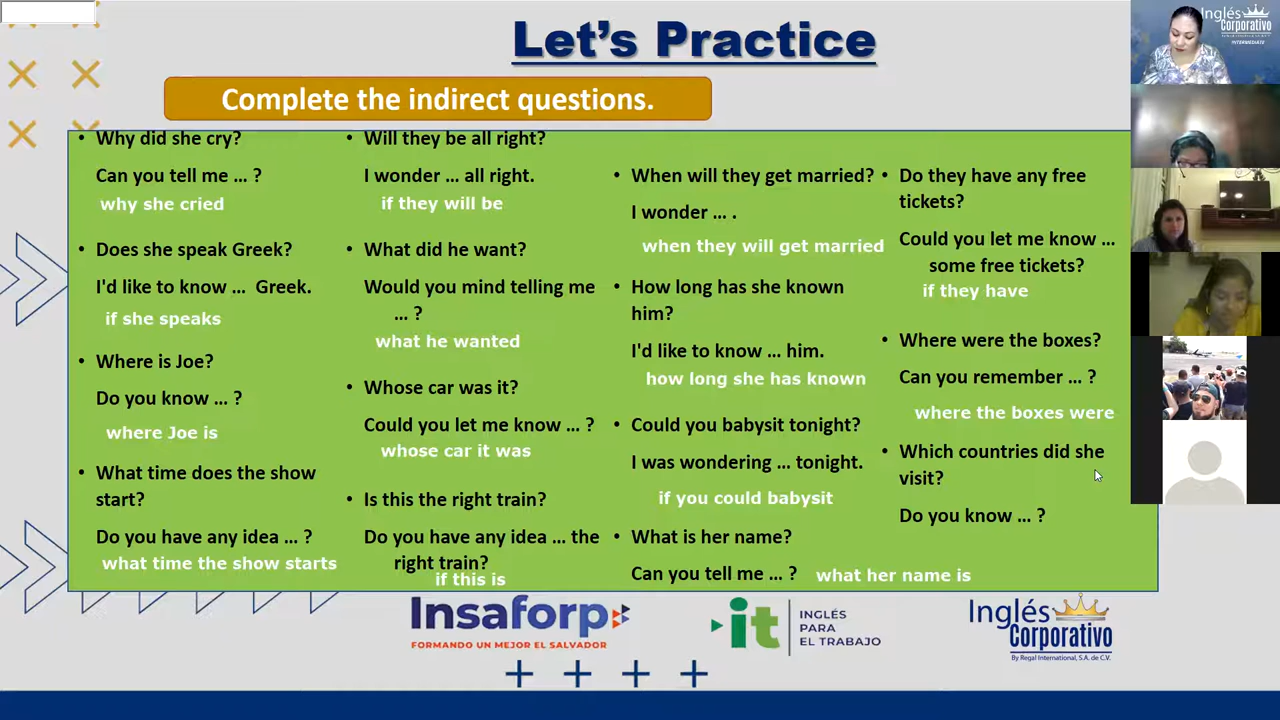 Let's Practice
Complete the indirect questions.
Why did she cry?
Can you tell me ... ?
why she cried
Does she speak Greek?
I'd like to know ... Greek.
if she speaks
Where is Joe?
Do you know ... ?
where Joe is
What time does the show
start?
Do you have any idea ... ?
what time the show starts
Will they be all right?
I wonder ... all right.
if they will be
What did he want?
Would you mind telling me
... ?
what he wanted
Whose car was it?
Could you let me know ... ?
whose car it was
Is this the right train?
Do you have any idea ... the
right train?
if this is
When will they get married?
I wonder ... .
when they will get married
How long has she known
him?
I'd like to know ... him.
how long she has known
Could you babysit tonight?
I was wondering ... tonight.
if you could babysit
What is her name?
Can you tell me ... ?
what her name is
Do they have any free
tickets?
Could you let me know ...
some free tickets?
if they have
Where were the boxes?
Can you remember ... ?
where the boxes were
Which countries did she
visit?
Do you know ... ?
Insaforp
FORMANDO UN MEJOR EL SALVADOR
it
INGLÉS
PARA
EL TRABAJO
Inglés
Corporativo
By Regal International, S.A. de C.V.
Inglés
Corporativo
INTERMEDIATE